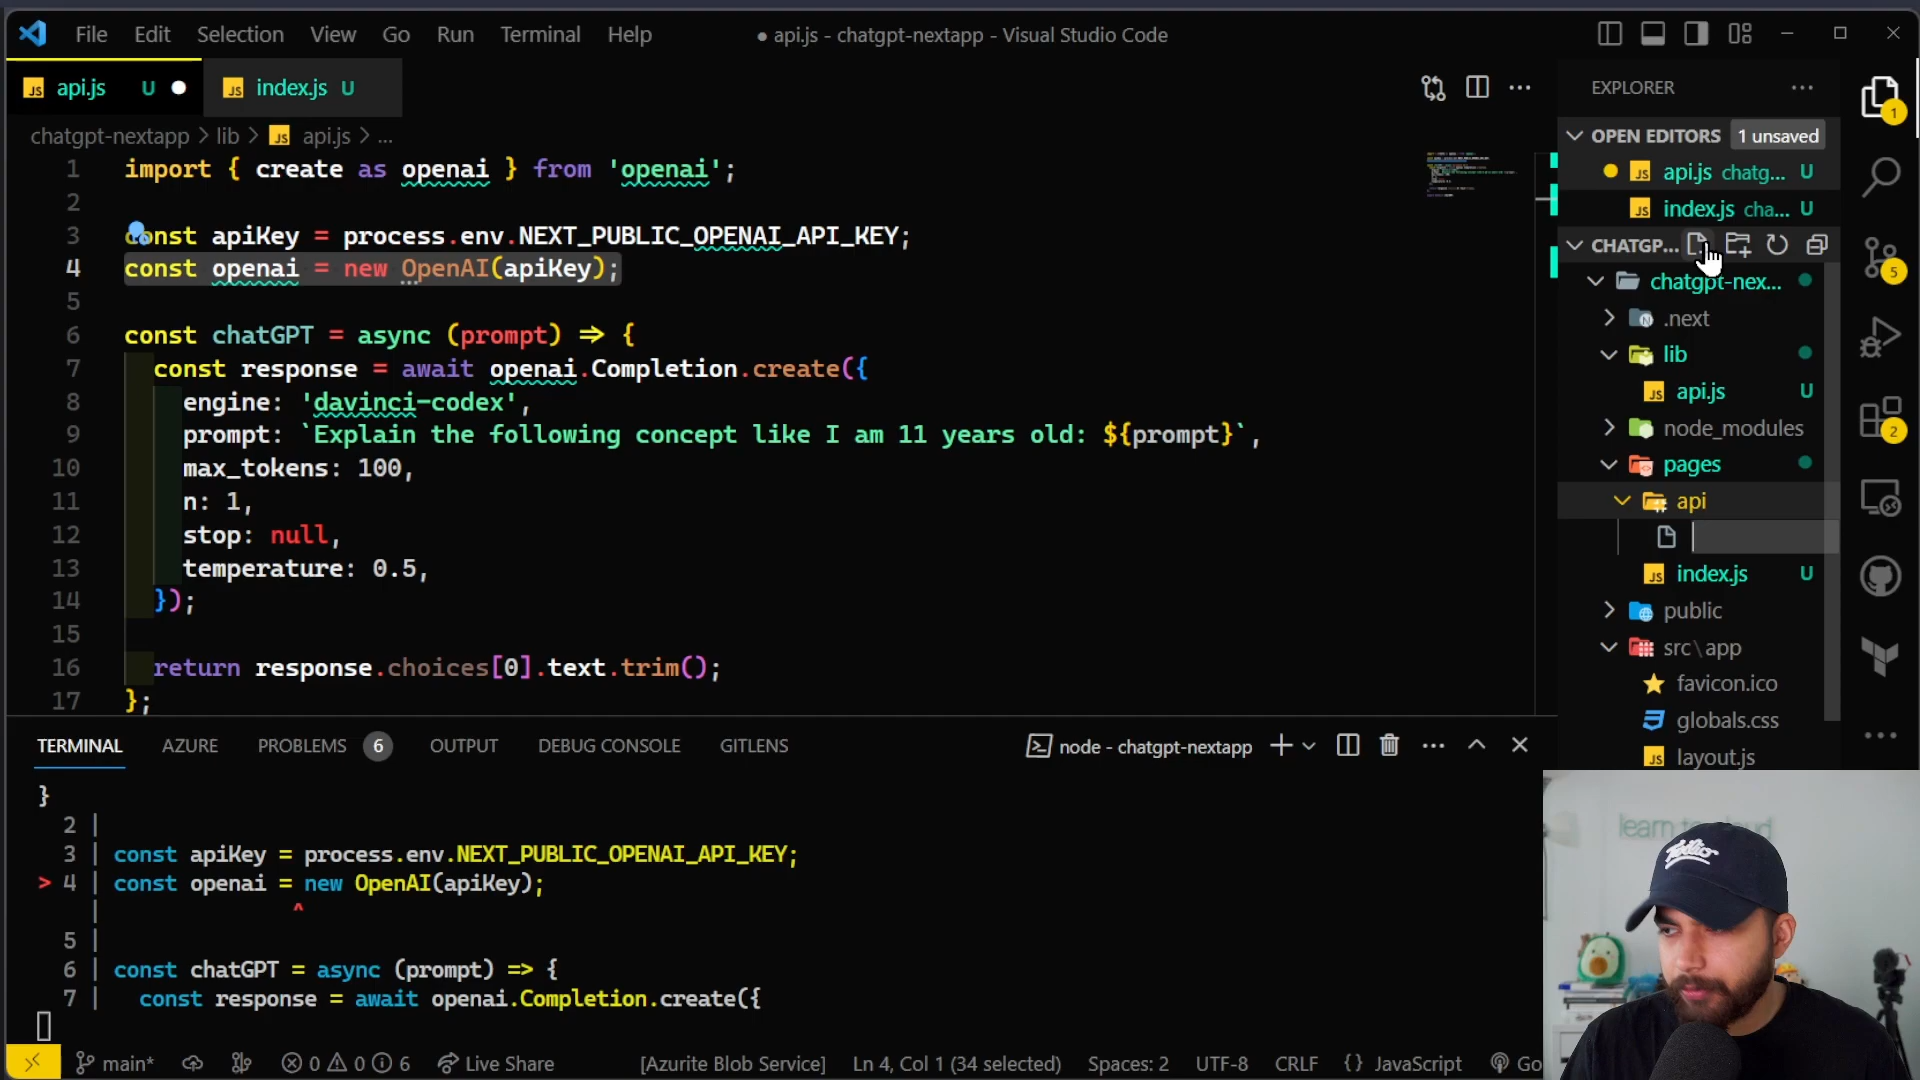 File Edit Selection View Go Run Terminal Help
● api.js - chatgpt-nextapp - Visual Studio Code
api.js U
index.js U
chatgpt-nextapp > lib > api.js > ...
1 import { create as openai } from 'openai';
2
3 const apiKey = process.env.NEXT_PUBLIC_OPENAI_API_KEY;
4 const openai = new OpenAI(apiKey);
5
6 const chatGPT = async (prompt) => {
7 const response = await openai.Completion.create({
8 engine: 'davinci-codex',
9 prompt: `Explain the following concept like I am 11 years old: ${prompt}`,
10 max_tokens: 100,
11 n: 1,
12 stop: null,
13 temperature: 0.5,
14 });
15
16 return response.choices[0].text.trim();
17 };
EXPLORER
OPEN EDITORS 1 unsaved
api.js chatg... U
index.js cha... U
CHATGP...
chatgpt-nex...
.next
lib
api.js U
node_modules
pages
api
index.js U
public
src\app
favicon.ico
globals.css
layout.js
1
5
2
TERMINAL AZURE PROBLEMS 6 OUTPUT DEBUG CONSOLE GITLENS
node - chatgpt-nextapp
}
2 |
3 | const apiKey = process.env.NEXT_PUBLIC_OPENAI_API_KEY;
> 4 | const openai = new OpenAI(apiKey);
| ^
5 |
6 | const chatGPT = async (prompt) => {
7 | const response = await openai.Completion.create({
learn to cloud
main* 0 0 6 Live Share [Azurite Blob Service] Ln 4, Col 1 (34 selected) Spaces: 2 UTF-8 CRLF {} JavaScript Go